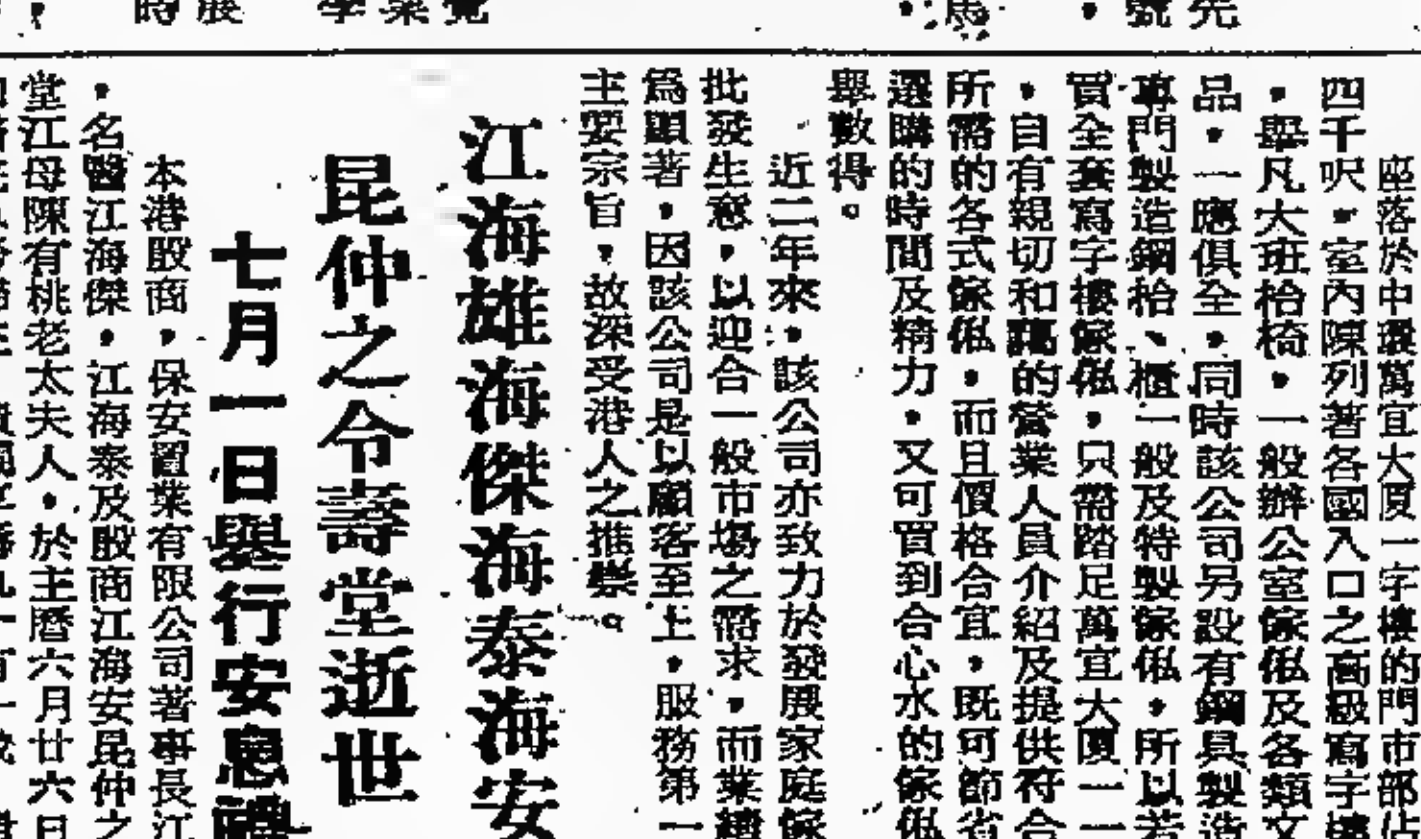 座落於中環萬宜大厦一字樓的門市部佔
四千呎，室內陳列著各國入口之高級寫字樓
，舉凡大班枱椅，一般辦公室傢俬及各類文
品，一應俱全，同時該公司另設有鋼具製造
專門製造鋼枱、櫃一般及特製傢俬，所以若
買全套寫字樓傢俬，只需踏足萬宜大厦一一
，自有親切和藹的營業人員介紹及提供符合
所需的各式傢俬，而且價格合宜，既可節省
選購的時間及精力，又可買到合心水的傢俬
舉數得。
近二年來，該公司亦致力於發展家庭傢
批發生意，以迎合一般市場之需求，而業績
為顯著，因該公司是以顧客至上，服務第一
主要宗旨，故深受港人之推崇。
江海雄海傑海泰海安
昆仲之令壽堂逝世
七月一日舉行安息禮
本港殷商，保安置業有限公司董事長江
，名醫江海傑，江海泰及殷商江海安昆仲之
堂江母陳有桃老太夫人，於主曆六月廿六日